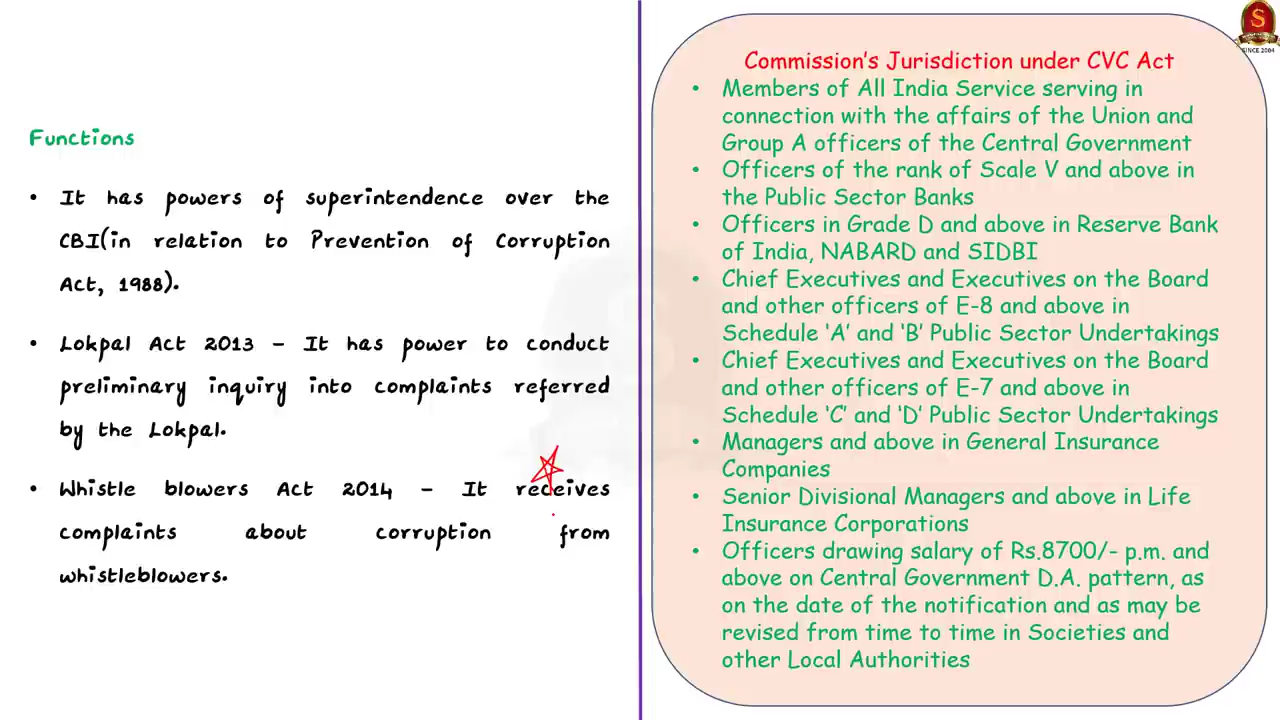 Functions
• It has powers of superintendence over the
CBI(in relation to Prevention of Corruption
Act, 1988).
• Lokpal Act 2013 – It has power to conduct
preliminary inquiry into complaints referred
by the Lokpal.
• Whistle blowers Act 2014 – It receives
complaints about corruption from
whistleblowers.
S
SINCE 2004
Commission's Jurisdiction under CVC Act
• Members of All India Service serving in
connection with the affairs of the Union and
Group A officers of the Central Government
• Officers of the rank of Scale V and above in
the Public Sector Banks
• Officers in Grade D and above in Reserve Bank
of India, NABARD and SIDBI
• Chief Executives and Executives on the Board
and other officers of E-8 and above in
Schedule 'A' and 'B' Public Sector Undertakings
• Chief Executives and Executives on the Board
and other officers of E-7 and above in
Schedule 'C' and 'D' Public Sector Undertakings
• Managers and above in General Insurance
Companies
• Senior Divisional Managers and above in Life
Insurance Corporations
• Officers drawing salary of Rs.8700/- p.m. and
above on Central Government D.A. pattern, as
on the date of the notification and as may be
revised from time to time in Societies and
other Local Authorities